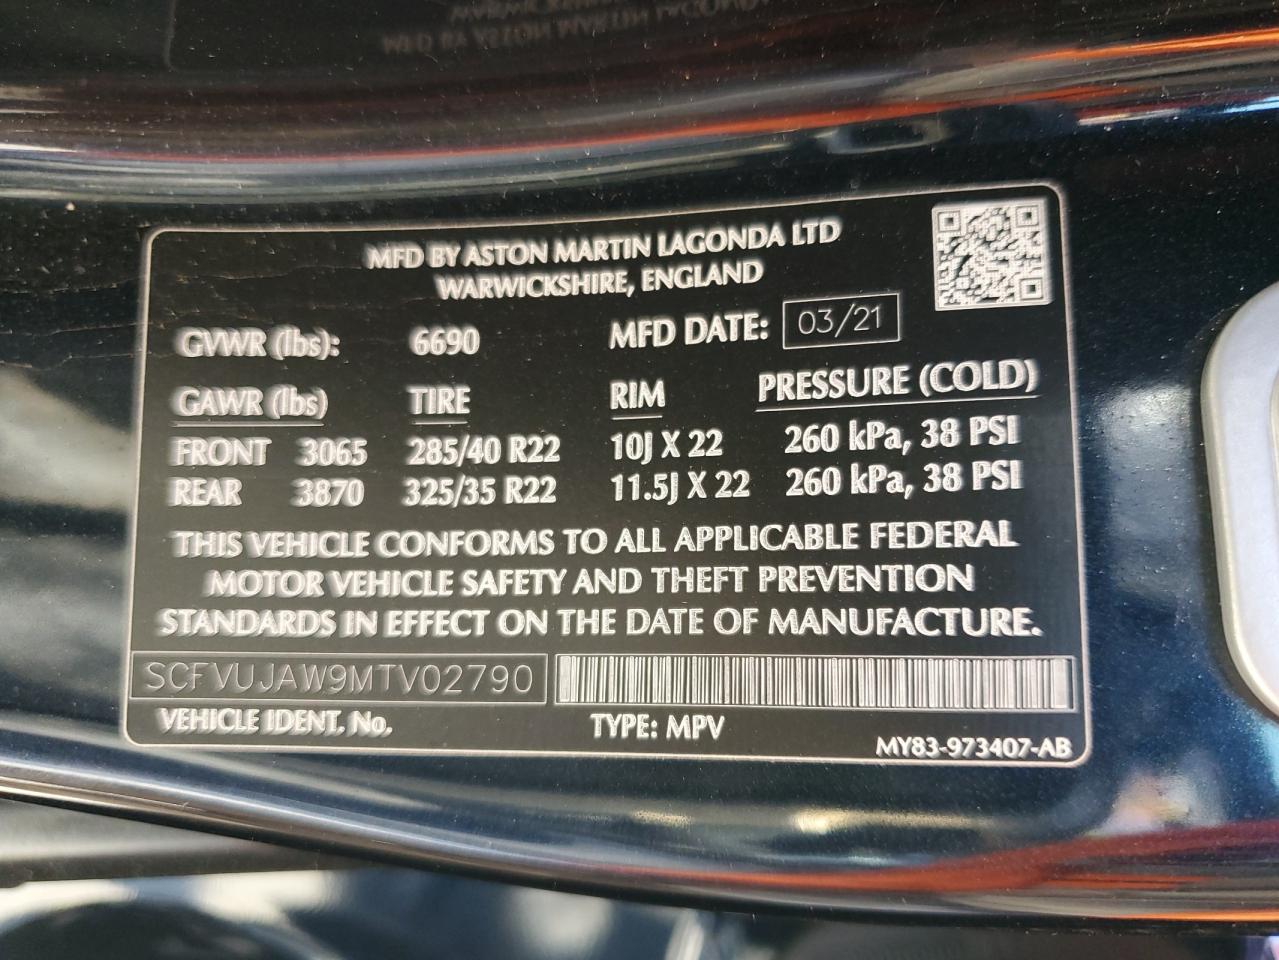 MFD BY ASTON MARTIN LAGONDA LTD
WARWICKSHIRE, ENGLAND
GVWR (lbs): 6690 MFD DATE: 03/21
GAWR (lbs) TIRE RIM PRESSURE (COLD)
FRONT 3065 285/40 R22 10J X 22 260 kPa, 38 PSI
REAR 3870 325/35 R22 11.5J X 22 260 kPa, 38 PSI
THIS VEHICLE CONFORMS TO ALL APPLICABLE FEDERAL
MOTOR VEHICLE SAFETY AND THEFT PREVENTION
STANDARDS IN EFFECT ON THE DATE OF MANUFACTURE.
SCFVUJAW9MTV02790
VEHICLE IDENT. No. TYPE: MPV
MY83-973407-AB